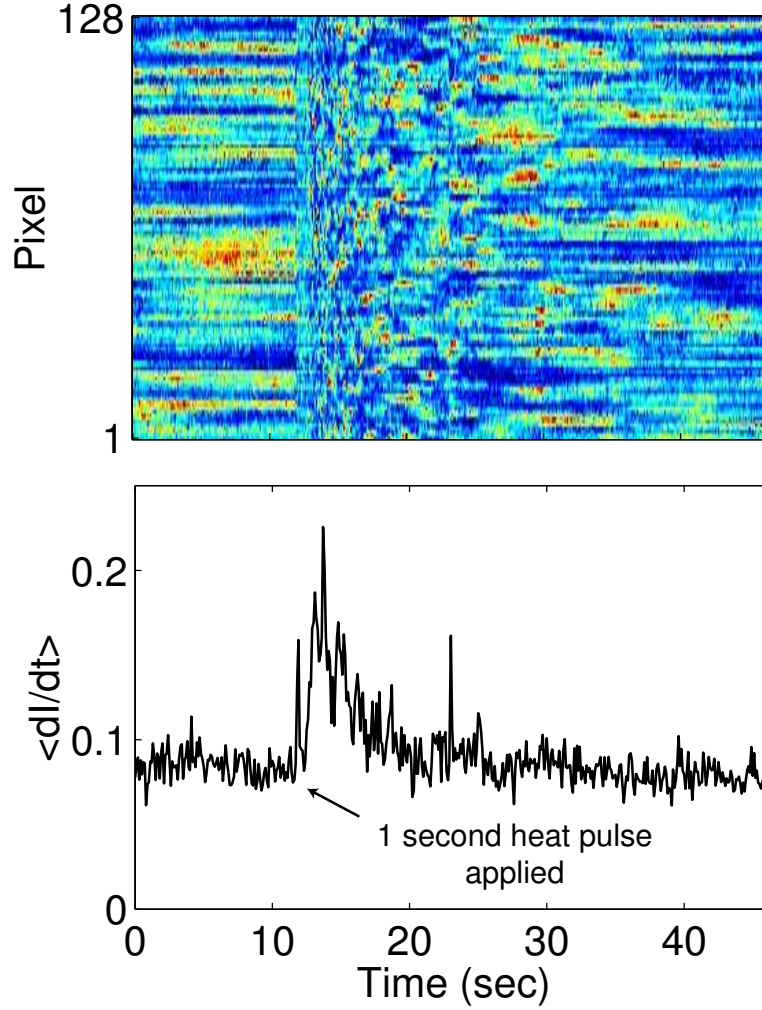 128
Pixel
1
0.2
<dI/dt>
0.1
1 second heat pulse
applied
0
0 10 20 30 40
Time (sec)